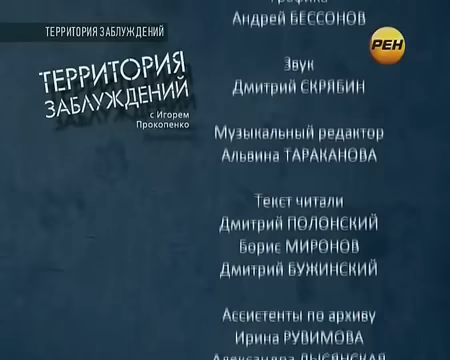 ТЕРРИТОРИЯ ЗАБЛУЖДЕНИЙ
РЕН
ТЕРРИТОРИЯ
ЗАБЛУЖДЕНИЙ
с Игорем
Прокопенко
Андрей БЕССОНОВ
Звук
Дмитрий СКРЯБИН
Музыкальный редактор
Альвина ТАРАКАНОВА
Текст читали
Дмитрий ПОЛОНСКИЙ
Борис МИРОНОВ
Дмитрий БУЖИНСКИЙ
Ассистенты по архиву
Ирина РУВИМОВА
Александра